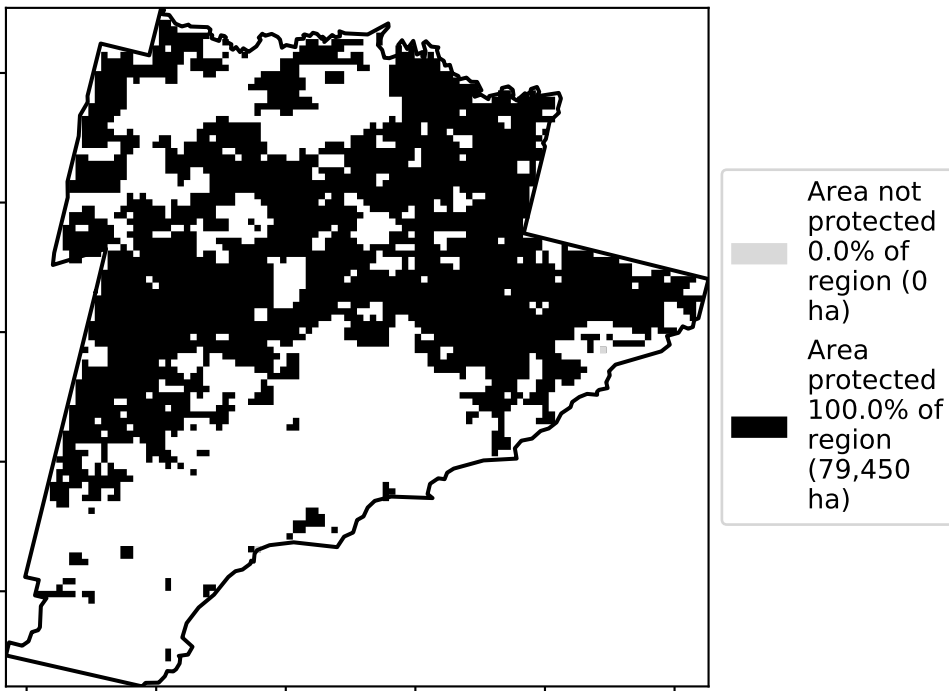 Area not
protected
0.0% of
region (0
ha)
Area
protected
100.0% of
region
(79,450
ha)